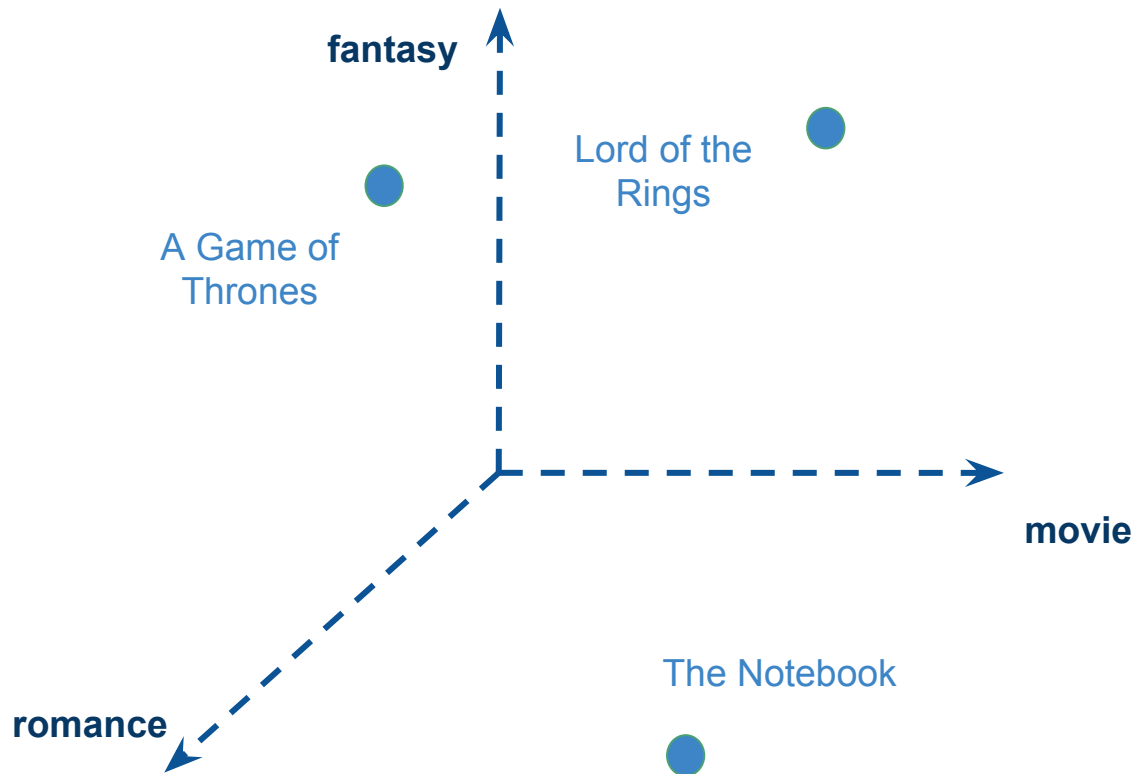 fantasy
Lord of the
Rings
A Game of
Thrones
movie
The Notebook
romance